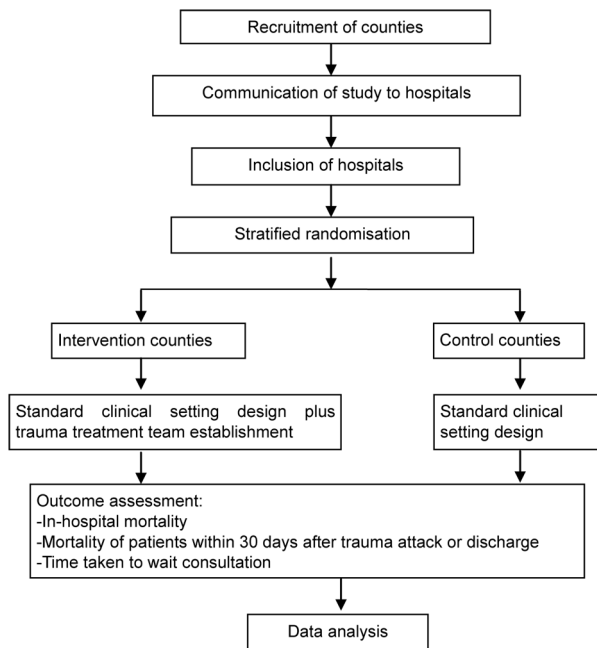 Recruitment of counties
Communication of study to hospitals
Inclusion of hospitals
Stratified randomisation
Intervention counties
Control counties
Standard clinical setting design plus
trauma treatment team establishment
Standard clinical
setting design
Outcome assessment:
-In-hospital mortality
-Mortality of patients within 30 days after trauma attack or discharge
-Time taken to wait consultation
Data analysis